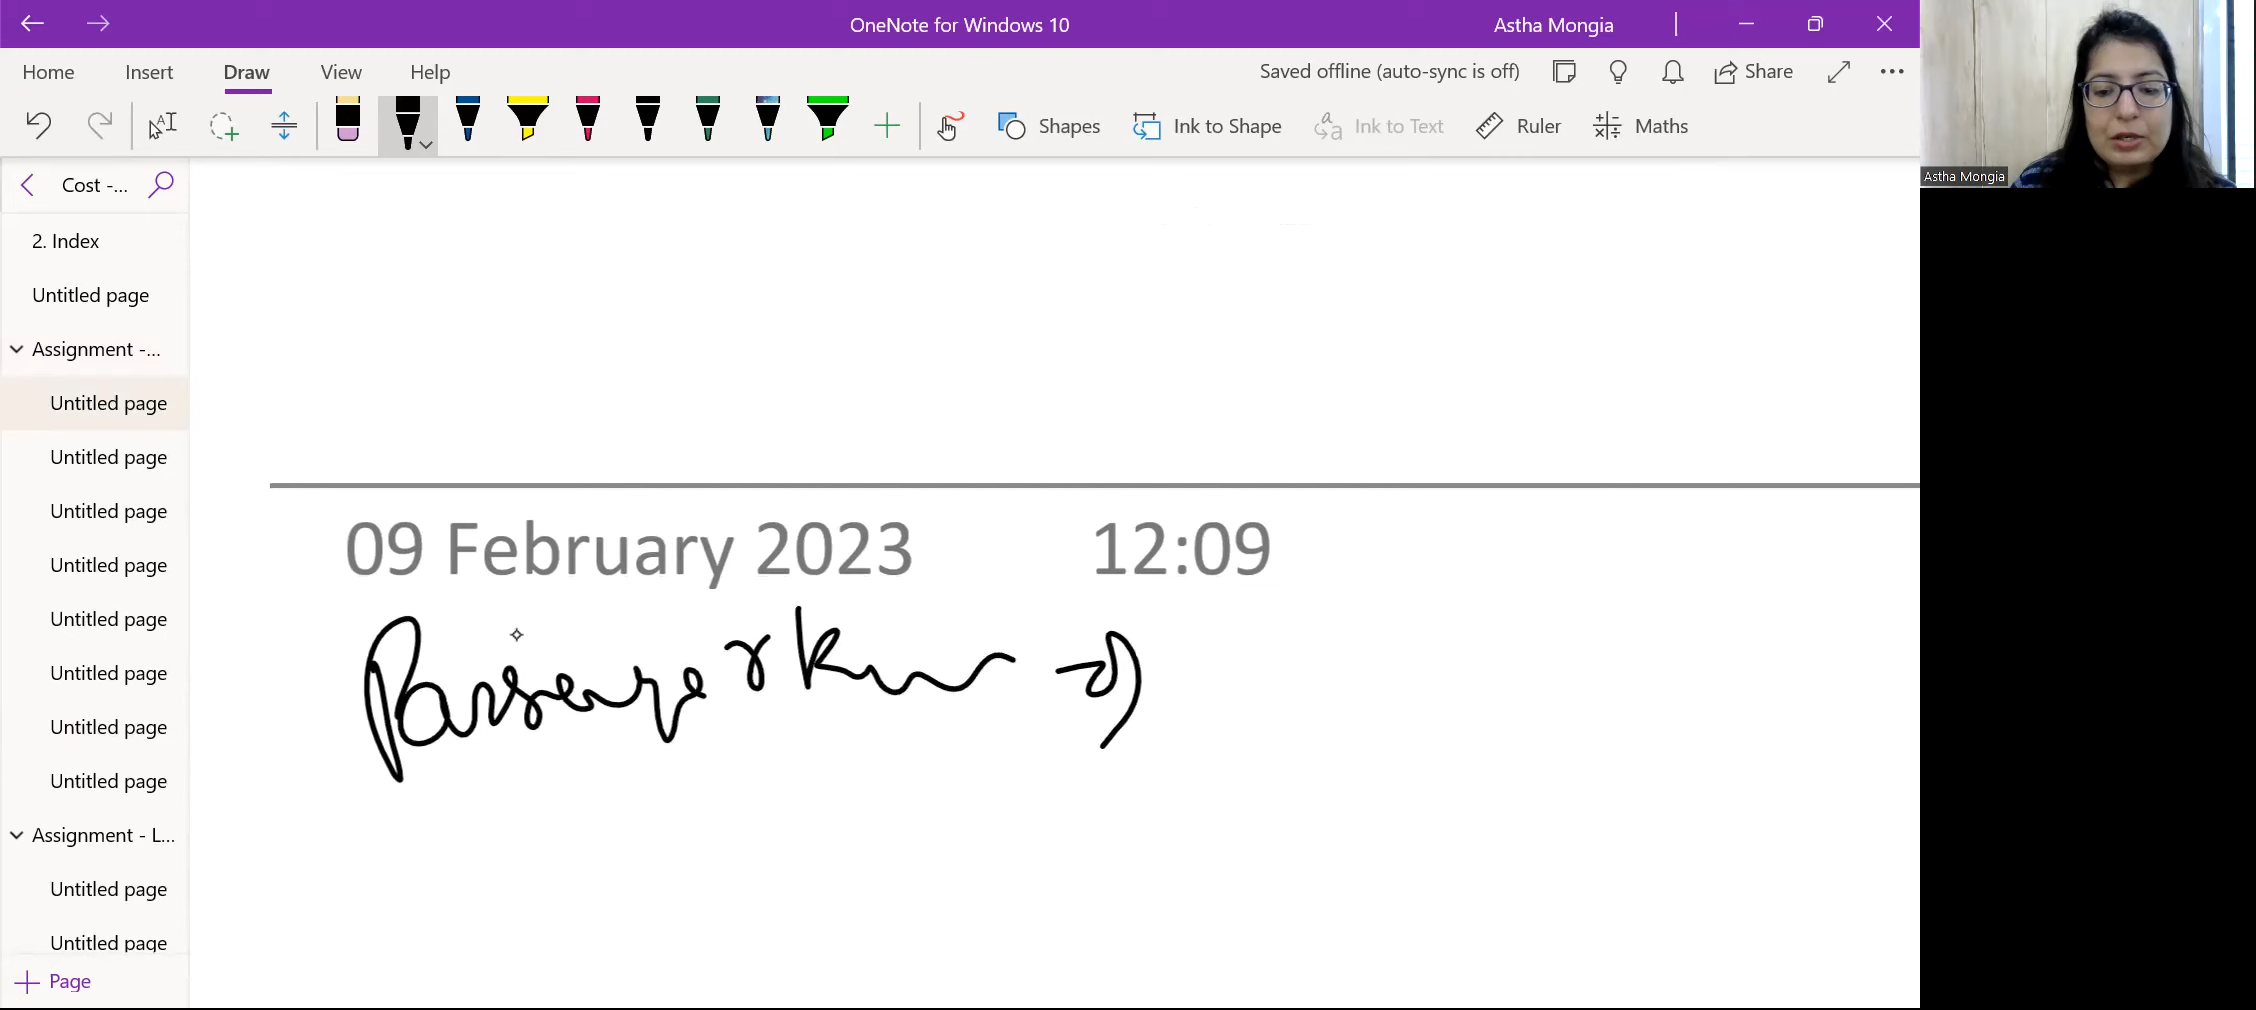 OneNote for Windows 10
Astha Mongia
Home Insert Draw View Help
Saved offline (auto-sync is off) Share
Shapes Ink to Shape Ink to Text Ruler Maths
Astha Mongia
Cost -...
2. Index
Untitled page
Assignment -...
Untitled page
Untitled page
Untitled page
Untitled page
Untitled page
Untitled page
Untitled page
Untitled page
Assignment - L...
Untitled page
Untitled page
Page
09 February 2023 12:09
Passenger km